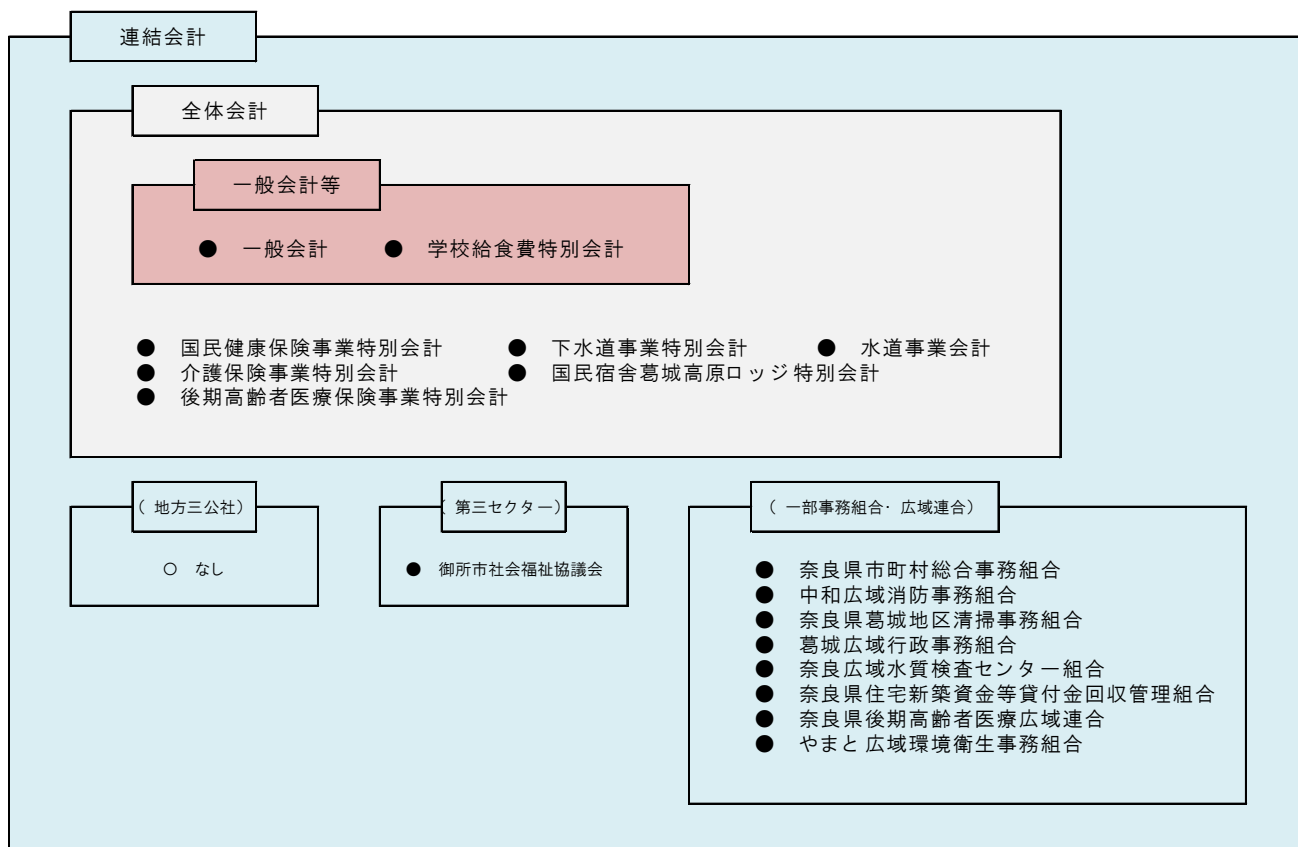 連結会計
全体会計
一般会計等
● 一般会計 ● 学校給食費特別会計
● 国民健康保険事業特別会計 ● 下水道事業特別会計 ● 水道事業会計
● 介護保険事業特別会計 ● 国民宿舎葛城高原ロッジ特別会計
● 後期高齢者医療保険事業特別会計
(地方三公社)
○ なし
(第三セクター)
● 御所市社会福祉協議会
(一部事務組合・広域連合)
● 奈良県市町村総合事務組合
● 中和広域消防事務組合
● 奈良県葛城地区清掃事務組合
● 葛城広域行政事務組合
● 奈良広域水質検査センター組合
● 奈良県住宅新築資金等貸付金回収管理組合
● 奈良県後期高齢者医療広域連合
● やまと広域環境衛生事務組合